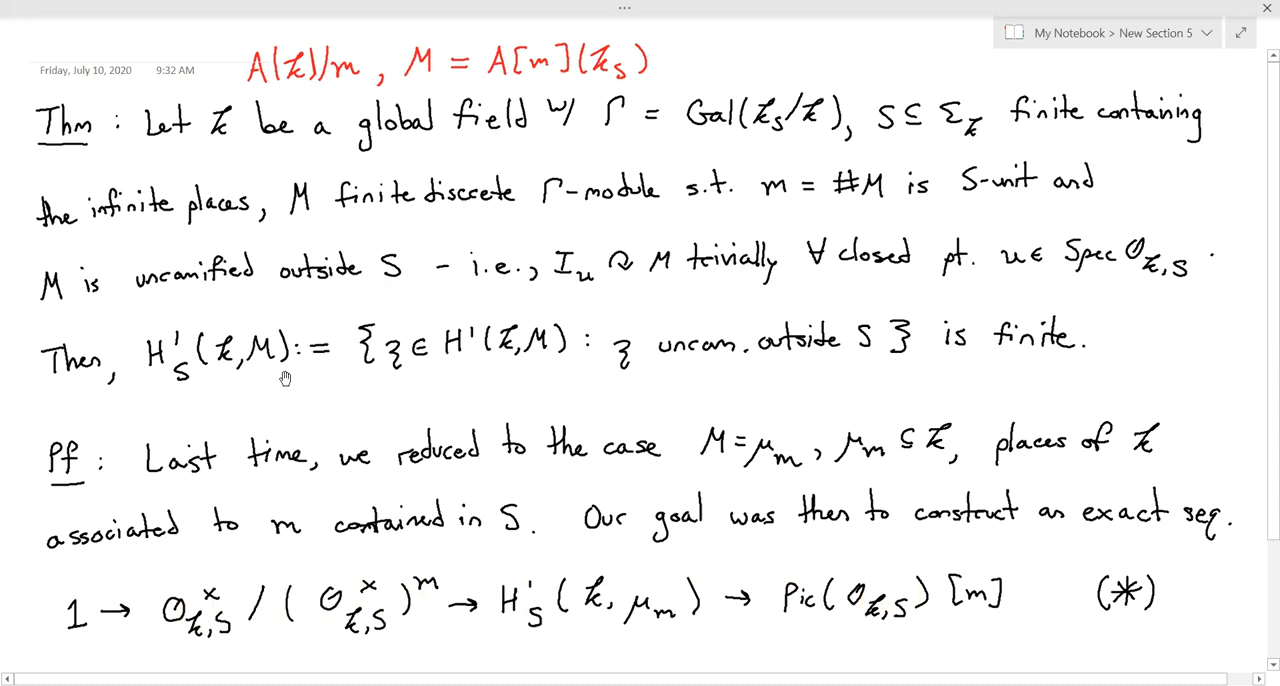 My Notebook > New Section 5
Friday, July 10, 2020 9:32 AM
A(k)/m , M = A[m](k_s)
Thm : Let k be a global field w/ Γ = Gal(k_s/k), S ⊆ Σ_k finite containing
the infinite places, M finite discrete Γ-module s.t. m = #M is S-unit and
M is unramified outside S - i.e., I_u ↷ M trivially ∀ closed pt. u ∈ Spec O_{k,S} .
Then, H^1_S(k,M) := { ξ ∈ H^1(k,M) : ξ unram. outside S } is finite.
Pf : Last time, we reduced to the case M = μ_m , μ_m ⊆ k, places of k
associated to m contained in S. Our goal was then to construct an exact seq.
1 → O^×_{k,S} / ( O^×_{k,S} )^m → H^1_S ( k, μ_m ) → Pic( O_{k,S} ) [m] (*)